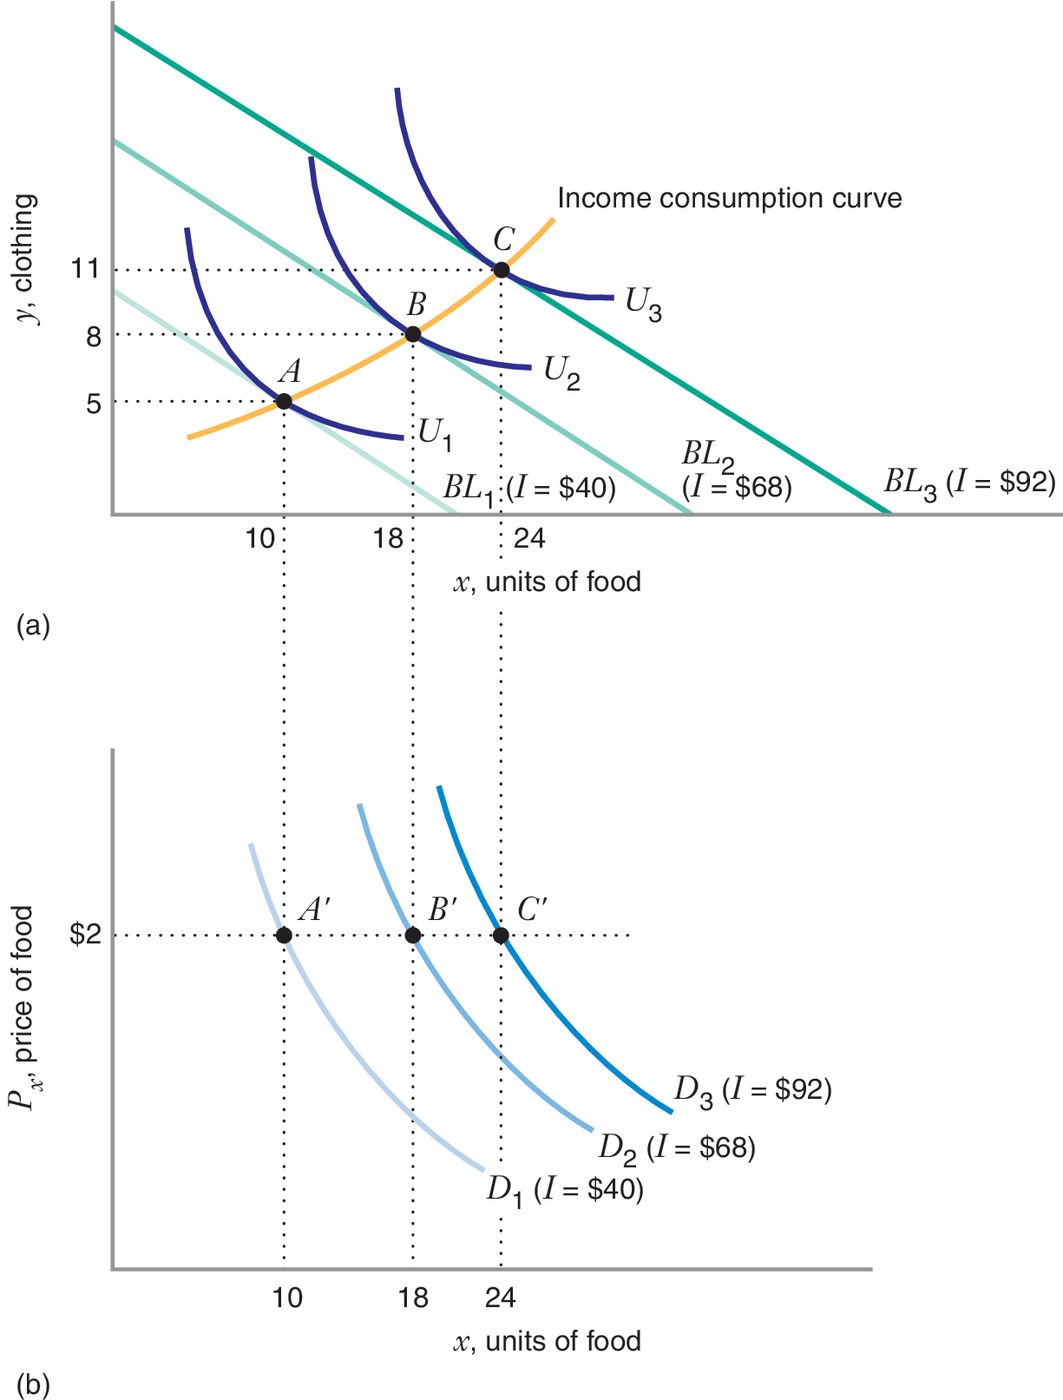 Income consumption curve
y, clothing
C
11
U3
B
8
U2
A
5
U1
BL1 (I = $40)
BL2
(I = $68)
BL3 (I = $92)
10
18
24
x, units of food
(a)
Px, price of food
$2
A′
B′
C′
D3 (I = $92)
D2 (I = $68)
D1 (I = $40)
10
18
24
x, units of food
(b)